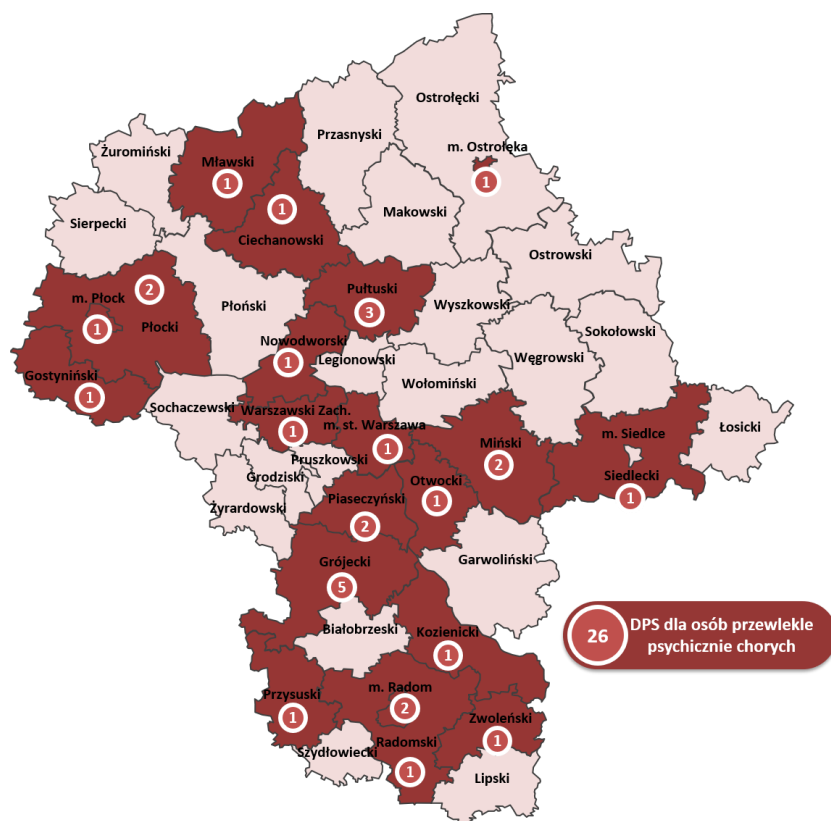 Ostrołęcki
Przasnyski
m. Ostrołęka
1
Żuromiński
Mławski
1
1
Ciechanowski
Makowski
Sierpecki
Ostrowski
2
m. Płock
1
Płocki
Płoński
Pułtuski
3
Wyszkowski
Sokołowski
Nowodworski
1
Legionowski
Węgrowski
Gostyniński
1
Wołomiński
Sochaczewski
Warszawski Zach.
1
m. st. Warszawa
1
Miński
2
m. Siedlce
Siedlecki
1
Łosicki
Pruszkowski
Grodziski
Żyrardowski
Otwocki
1
Piaseczyński
2
Garwoliński
Grójecki
5
Białobrzeski
Kozienicki
1
26
DPS dla osób przewlekle
psychicznie chorych
Przysuski
1
m. Radom
2
Zwoleński
1
Szydłowiecki
Radomski
1
Lipski